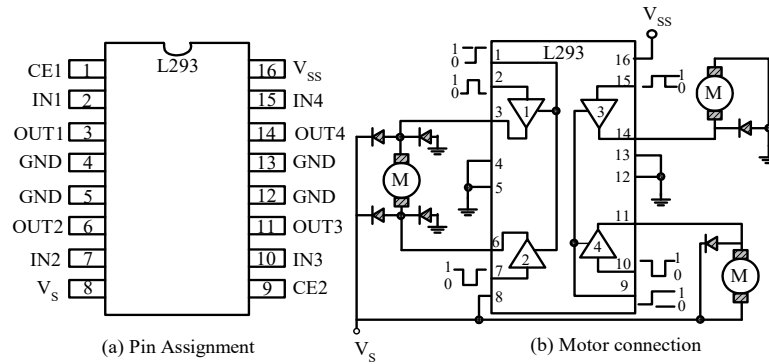 L293
CE1 1 16 VSS
IN1 2 15 IN4
OUT1 3 14 OUT4
GND 4 13 GND
GND 5 12 GND
OUT2 6 11 OUT3
IN2 7 10 IN3
VS 8 9 CE2
(a) Pin Assignment
VSS
L293
1
0
1
16
1
0
2
15
1
0
3
1
3
14
M
M
4
5
13
12
6
2
11
4
1
0
7
10
1
0
8
9
1
0
M
VS
(b) Motor connection